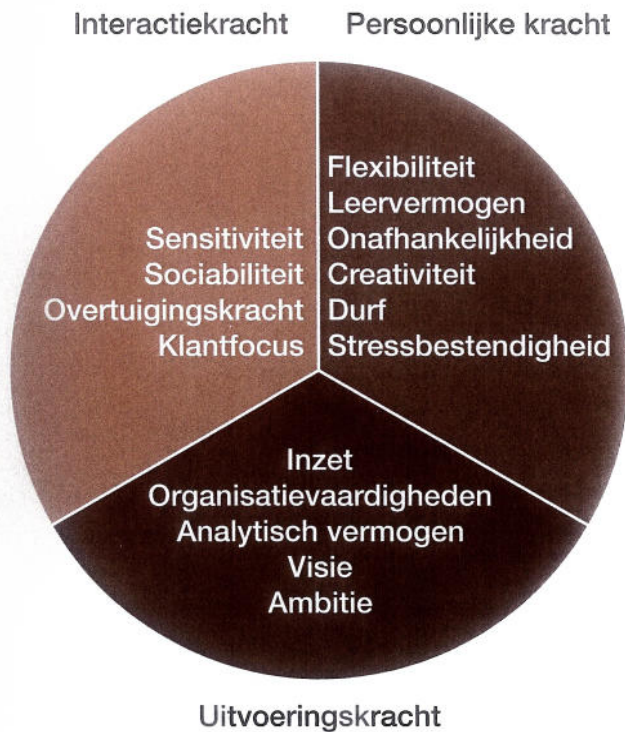 Interactiekracht
Persoonlijke kracht
Sensitiviteit
Sociabiliteit
Overtuigingskracht
Klantfocus
Flexibiliteit
Leervermogen
Onafhankelijkheid
Creativiteit
Durf
Stressbestendigheid
Inzet
Organisatievaardigheden
Analytisch vermogen
Visie
Ambitie
Uitvoeringskracht